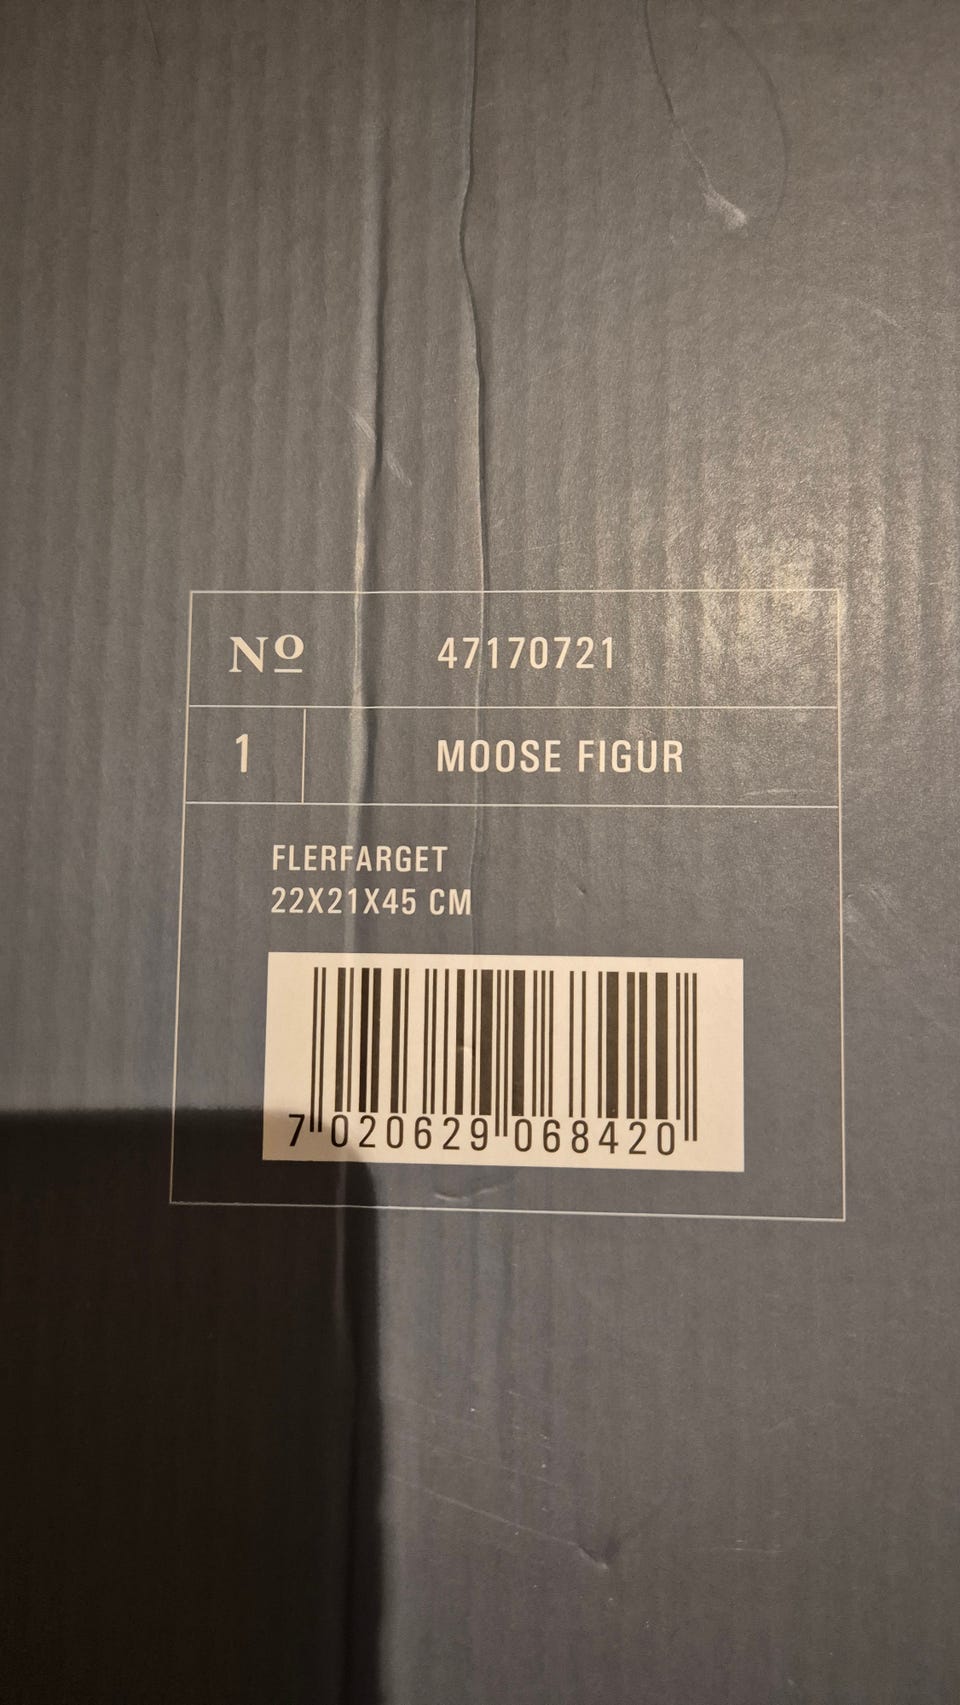 Nº 47170721
1 MOOSE FIGUR
FLERFARGET
22X21X45 CM
7 020629 068420